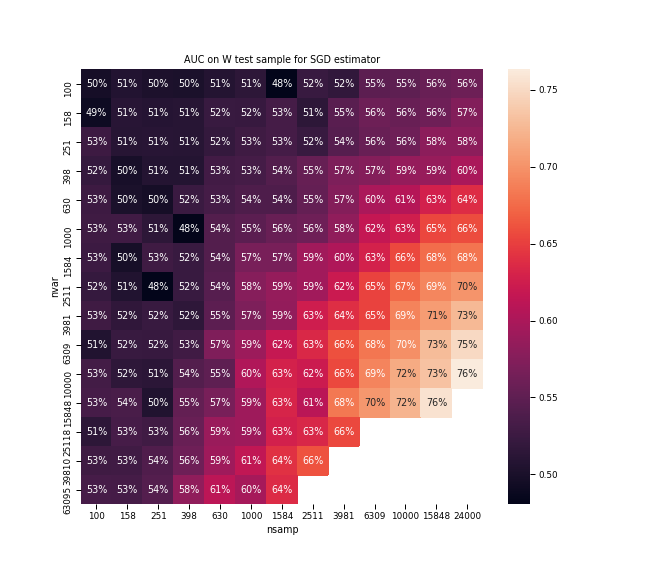 AUC on W test sample for SGD estimator
100 50% 51% 50% 50% 51% 51% 48% 52% 52% 55% 55% 56% 56%
158 49% 51% 51% 51% 52% 52% 53% 51% 55% 56% 56% 56% 57%
251 53% 51% 51% 51% 52% 53% 53% 52% 54% 56% 56% 58% 58%
398 52% 50% 51% 51% 53% 53% 54% 55% 57% 57% 59% 59% 60%
630 53% 50% 50% 52% 53% 54% 54% 55% 57% 60% 61% 63% 64%
1000 53% 53% 51% 48% 54% 55% 56% 56% 58% 62% 63% 65% 66%
1584 53% 50% 53% 52% 54% 57% 57% 59% 60% 63% 66% 68% 68%
2511 52% 51% 48% 52% 54% 58% 59% 59% 62% 65% 67% 69% 70%
3981 53% 52% 52% 52% 55% 57% 59% 63% 64% 65% 69% 71% 73%
6309 51% 52% 52% 53% 57% 59% 62% 63% 66% 68% 70% 73% 75%
10000 53% 52% 51% 54% 55% 60% 63% 62% 66% 69% 72% 73% 76%
15848 53% 54% 50% 55% 57% 59% 63% 61% 68% 70% 72% 76%
25118 51% 53% 53% 56% 59% 59% 63% 63% 66%
39810 53% 53% 54% 56% 59% 61% 64% 66%
63095 53% 53% 54% 58% 61% 60% 64%
100 158 251 398 630 1000 1584 2511 3981 6309 10000 15848 24000
nsamp
nvar
0.75
0.70
0.65
0.60
0.55
0.50